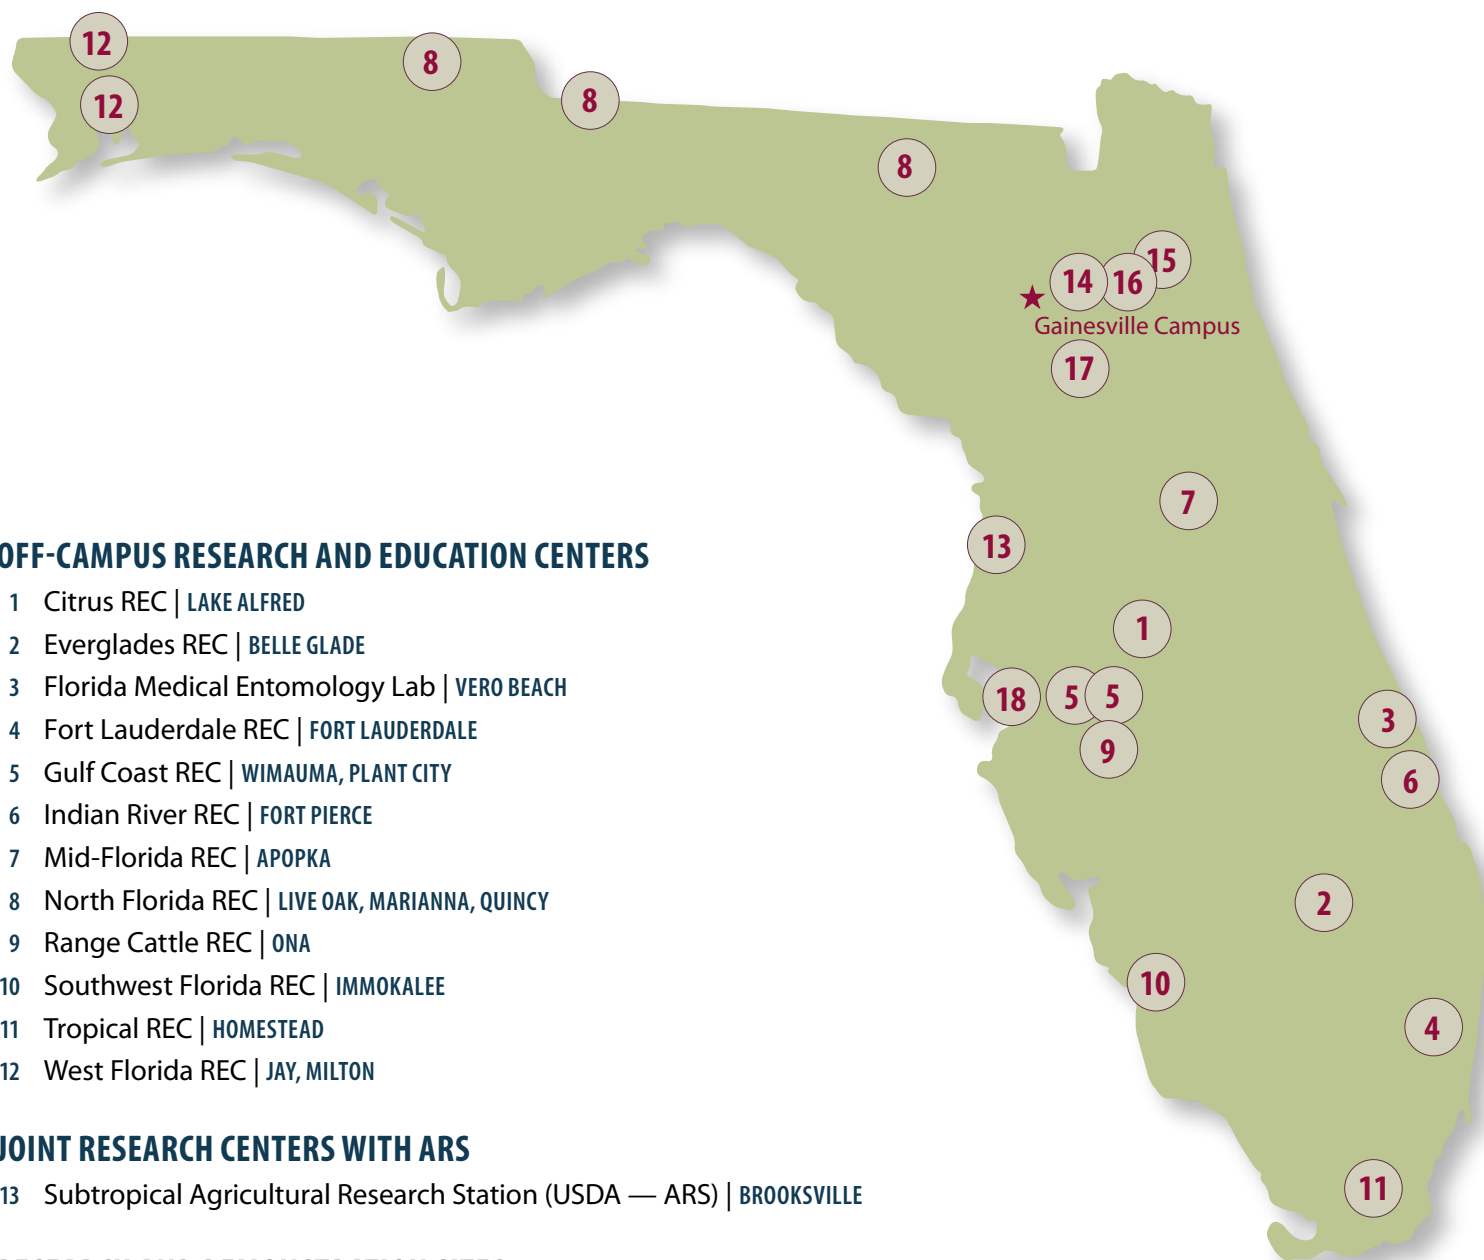 12
8
12
8
8
15
14
16
Gainesville Campus
17
7
13
1
18
5
5
3
9
6
2
10
4
11
OFF-CAMPUS RESEARCH AND EDUCATION CENTERS
1 Citrus REC | LAKE ALFRED
2 Everglades REC | BELLE GLADE
3 Florida Medical Entomology Lab | VERO BEACH
4 Fort Lauderdale REC | FORT LAUDERDALE
5 Gulf Coast REC | WIMAUMA, PLANT CITY
6 Indian River REC | FORT PIERCE
7 Mid-Florida REC | APOPKA
8 North Florida REC | LIVE OAK, MARIANNA, QUINCY
9 Range Cattle REC | ONA
10 Southwest Florida REC | IMMOKALEE
11 Tropical REC | HOMESTEAD
12 West Florida REC | JAY, MILTON
JOINT RESEARCH CENTERS WITH ARS
13 Subtropical Agricultural Research Station (USDA — ARS) | BROOKSVILLE